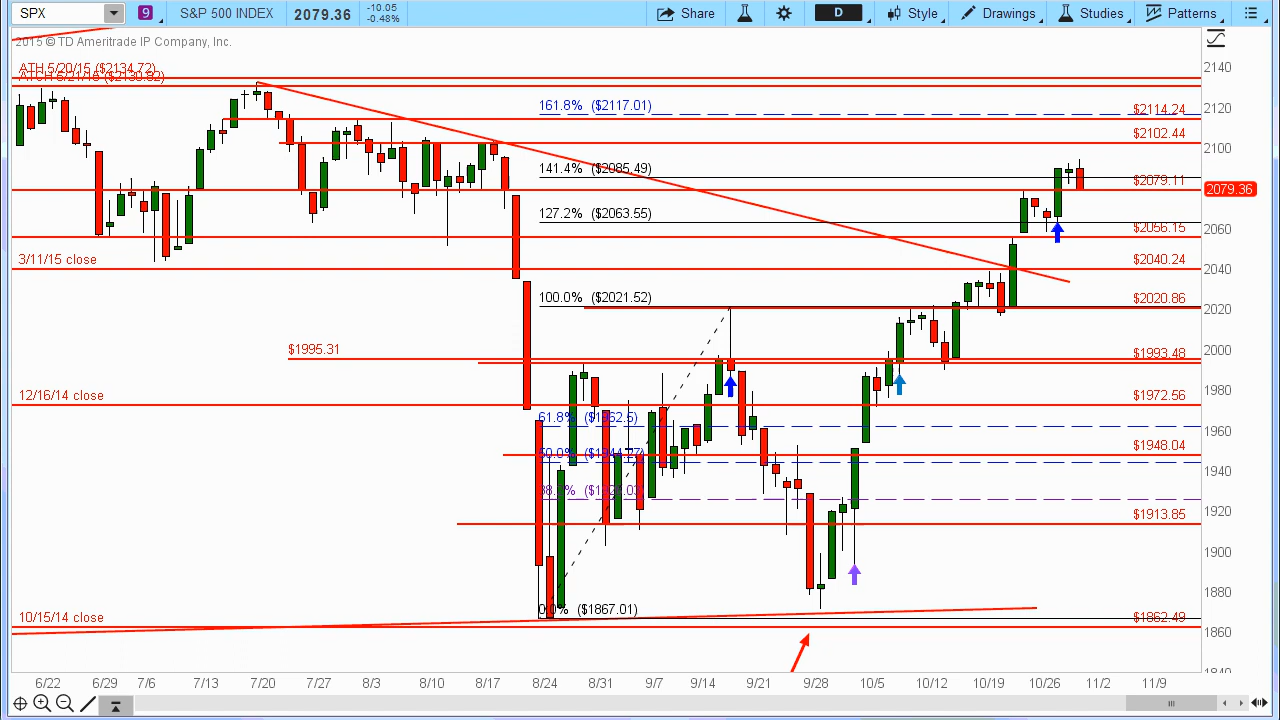 SPX
9
S&P 500 INDEX
2079.36
-10.05
-0.48%
Share
D
Style
Drawings
Studies
Patterns
2015 © TD Ameritrade IP Company, Inc.
ATH 5/20/15 ($2134.72)
161.8% ($2117.01)
$2114.24
$2102.44
141.4% ($2085.49)
$2079.11
2079.36
127.2% ($2063.55)
$2056.15
3/11/15 close
$2040.24
100.0% ($2021.52)
$2020.86
$1995.31
$1993.48
12/16/14 close
$1972.56
61.8% ($1962.5)
$1948.04
50.0% ($1944.27)
$1913.85
0.0% ($1867.01)
10/15/14 close
$1862.49
2140
2120
2100
2060
2040
2020
2000
1980
1960
1940
1920
1900
1880
1860
1840
6/22 6/29 7/6 7/13 7/20 7/27 8/3 8/10 8/17 8/24 8/31 9/7 9/14 9/21 9/28 10/5 10/12 10/19 10/26 11/2 11/9